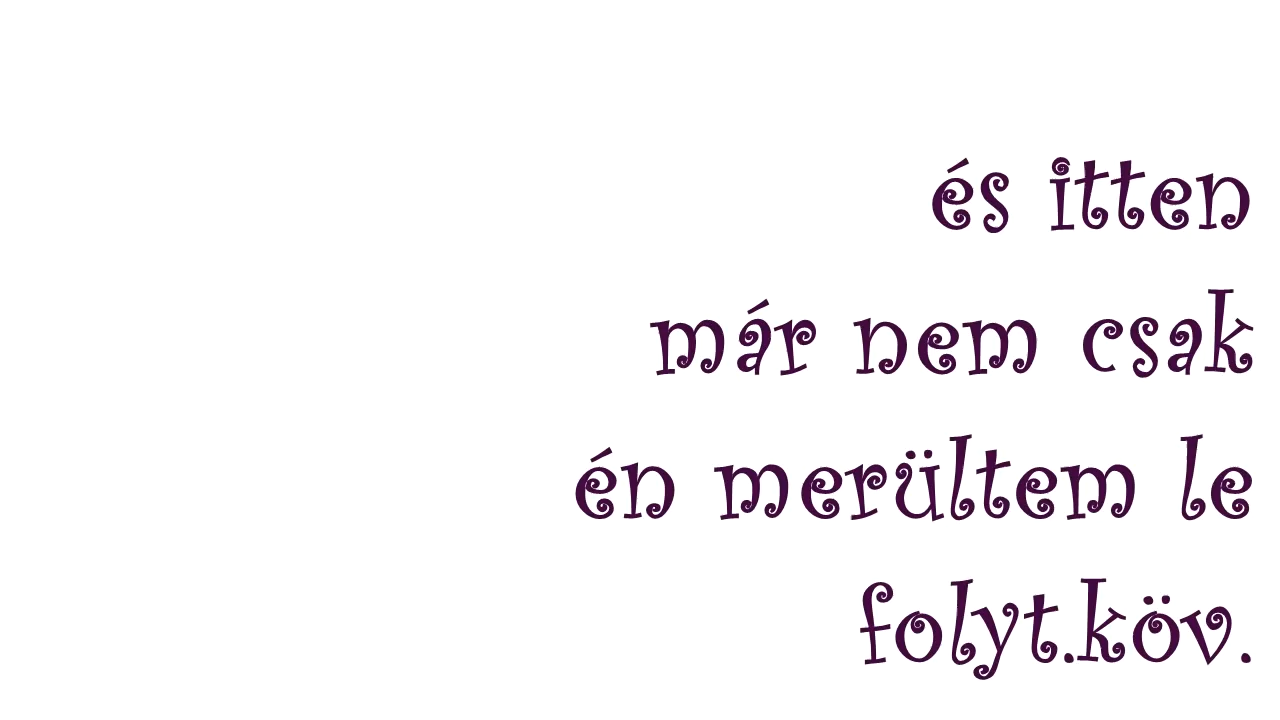 és itten
már nem csak
én merültem le
folyt.köv.